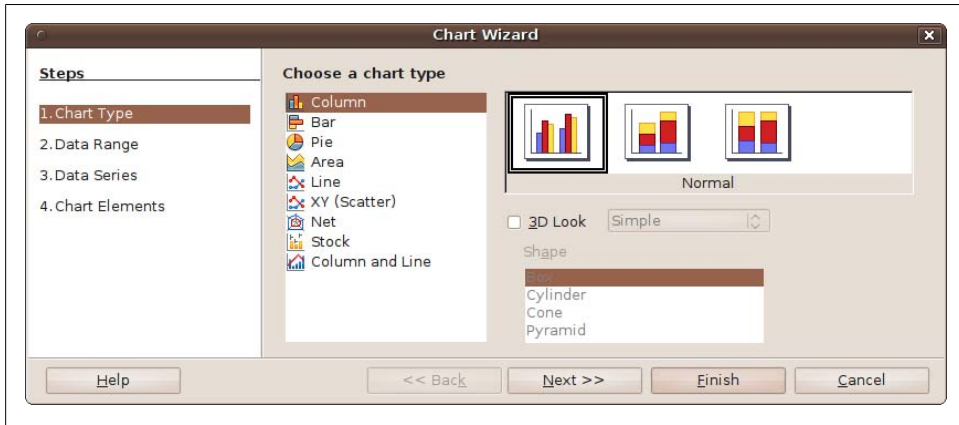 Chart Wizard
Steps
1.Chart Type
2.Data Range
3.Data Series
4.Chart Elements
Choose a chart type
Column
Bar
Pie
Area
Line
XY (Scatter)
Net
Stock
Column and Line
Normal
3D Look
Simple
Shape
Box
Cylinder
Cone
Pyramid
Help
<< Back
Next >>
Finish
Cancel